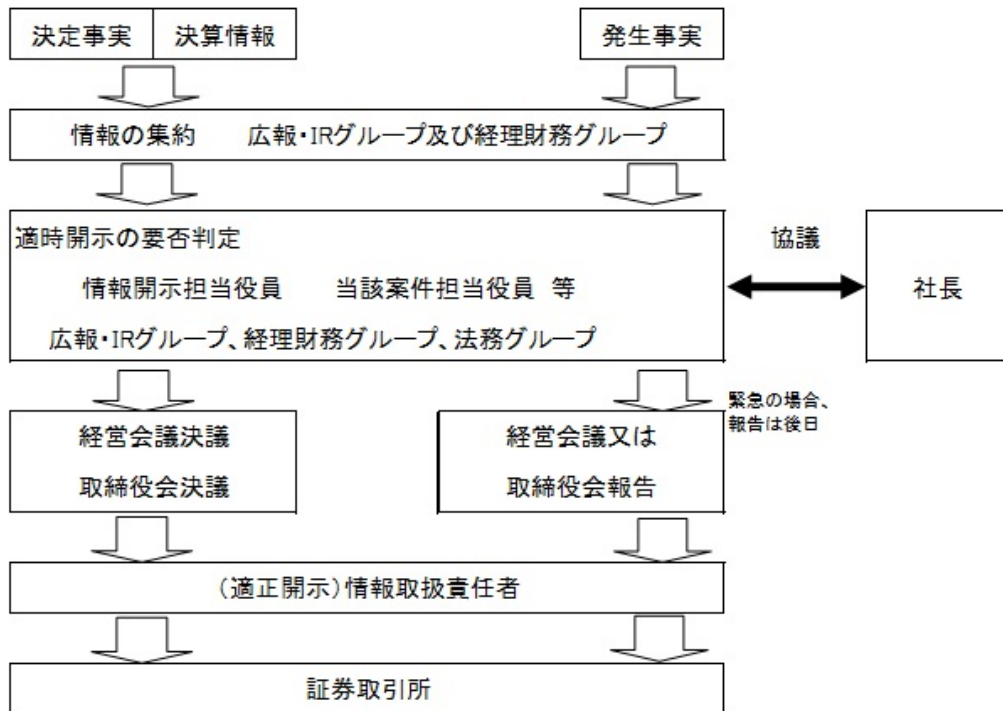 決定事実
決算情報
発生事実
情報の集約　広報・IRグループ及び経理財務グループ
適時開示の要否判定
情報開示担当役員　当該案件担当役員 等
広報・IRグループ、経理財務グループ、法務グループ
協議
社長
緊急の場合、
報告は後日
経営会議決議
取締役会決議
経営会議又は
取締役会報告
（適正開示）情報取扱責任者
証券取引所